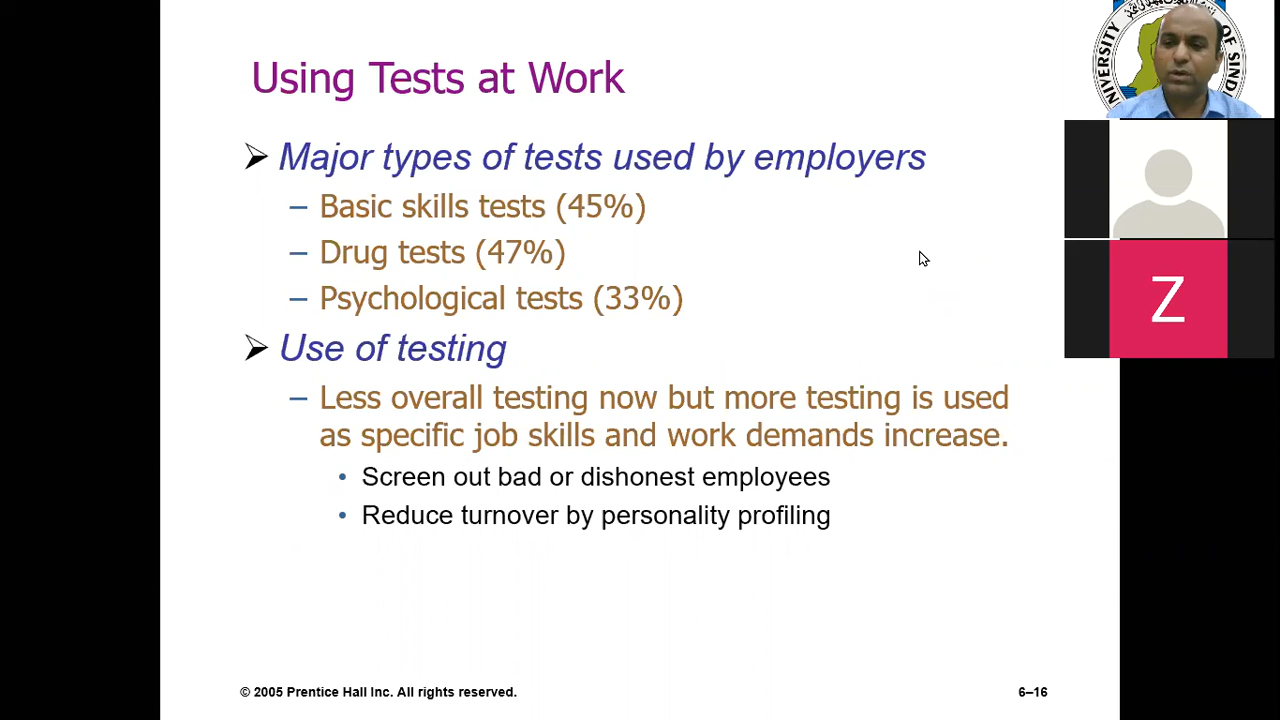 Using Tests at Work
➢ Major types of tests used by employers
– Basic skills tests (45%)
– Drug tests (47%)
– Psychological tests (33%)
➢ Use of testing
– Less overall testing now but more testing is used
as specific job skills and work demands increase.
• Screen out bad or dishonest employees
• Reduce turnover by personality profiling
© 2005 Prentice Hall Inc. All rights reserved.
6–16
NIVERSITY
OF SIND
Z